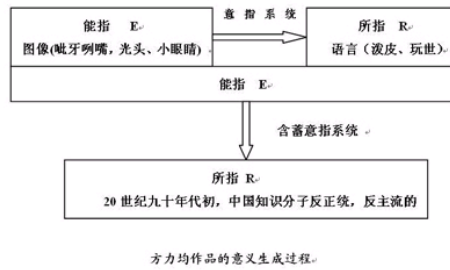 能指 E
图像(呲牙咧嘴，光头、小眼睛)
意指系统
所指 R
语言（泼皮、玩世）
能指 E
含蓄意指系统
所指 R
20世纪九十年代初，中国知识分子反正统，反主流的
方力均作品的意义生成过程